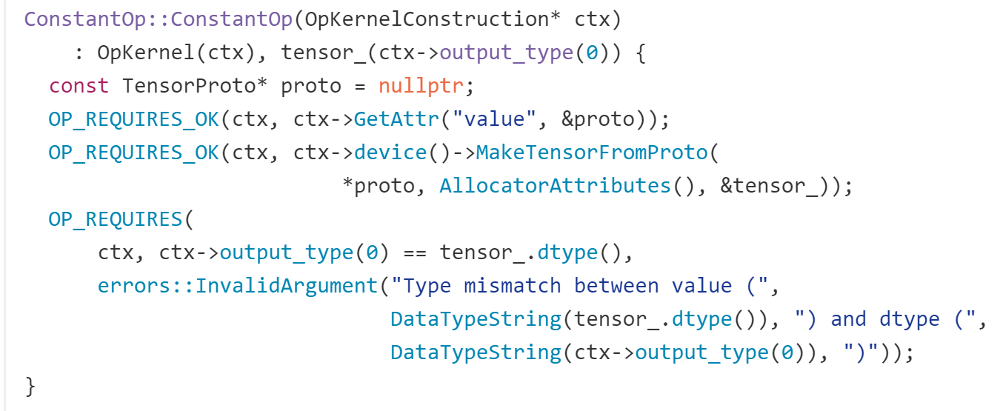 ConstantOp::ConstantOp(OpKernelConstruction* ctx)
    : OpKernel(ctx), tensor_(ctx->output_type(0)) {
  const TensorProto* proto = nullptr;
  OP_REQUIRES_OK(ctx, ctx->GetAttr("value", &proto));
  OP_REQUIRES_OK(ctx, ctx->device()->MakeTensorFromProto(
                          *proto, AllocatorAttributes(), &tensor_));
  OP_REQUIRES(
      ctx, ctx->output_type(0) == tensor_.dtype(),
      errors::InvalidArgument("Type mismatch between value (",
                              DataTypeString(tensor_.dtype()), ") and dtype (",
                              DataTypeString(ctx->output_type(0)), ")"));
}